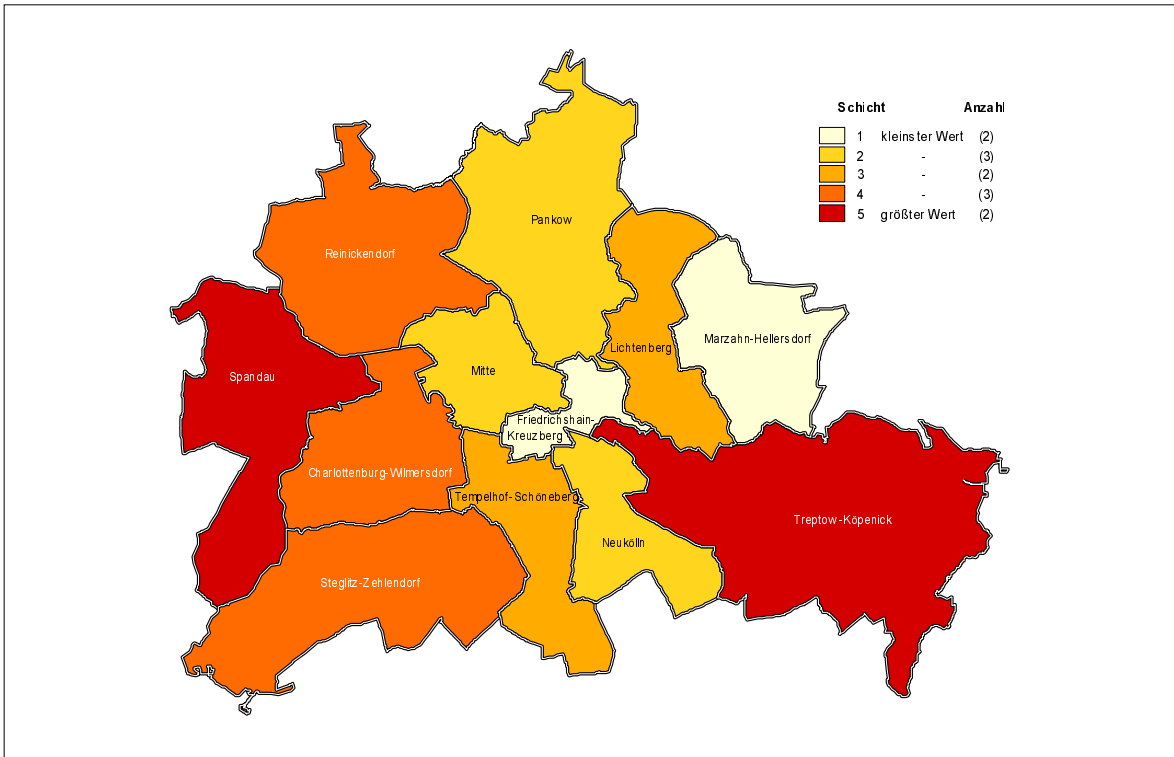 Schicht Anzahl
1 kleinster Wert (2)
2 - (3)
3 - (2)
4 - (3)
5 größter Wert (2)
Pankow
Reinickendorf
Marzahn-Hellersdorf
Lichtenberg
Mitte
Spandau
Friedrichshain-
Kreuzberg
Charlottenburg-Wilmersdorf
Tempelhof-Schöneberg
Treptow-Köpenick
Neukölln
Steglitz-Zehlendorf